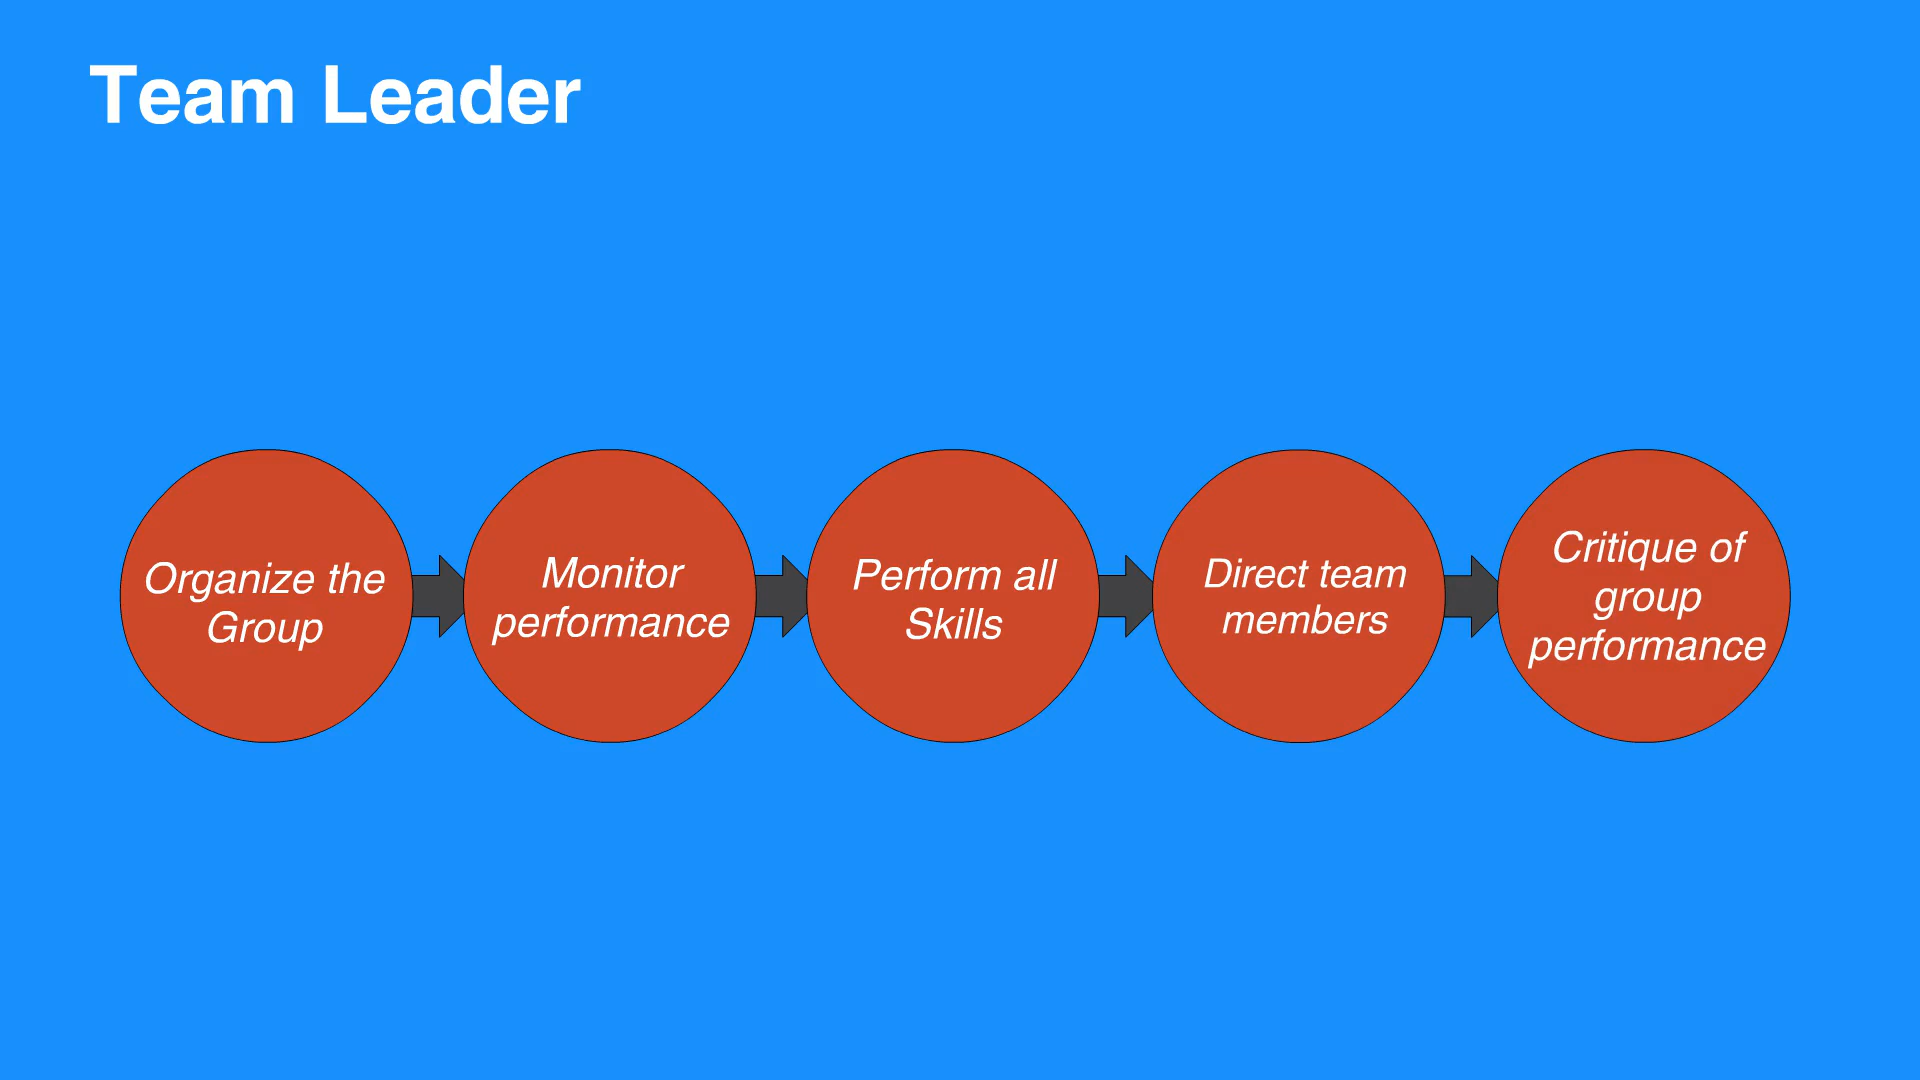 Team Leader
Organize the
Group
Monitor
performance
Perform all
Skills
Direct team
members
Critique of
group
performance